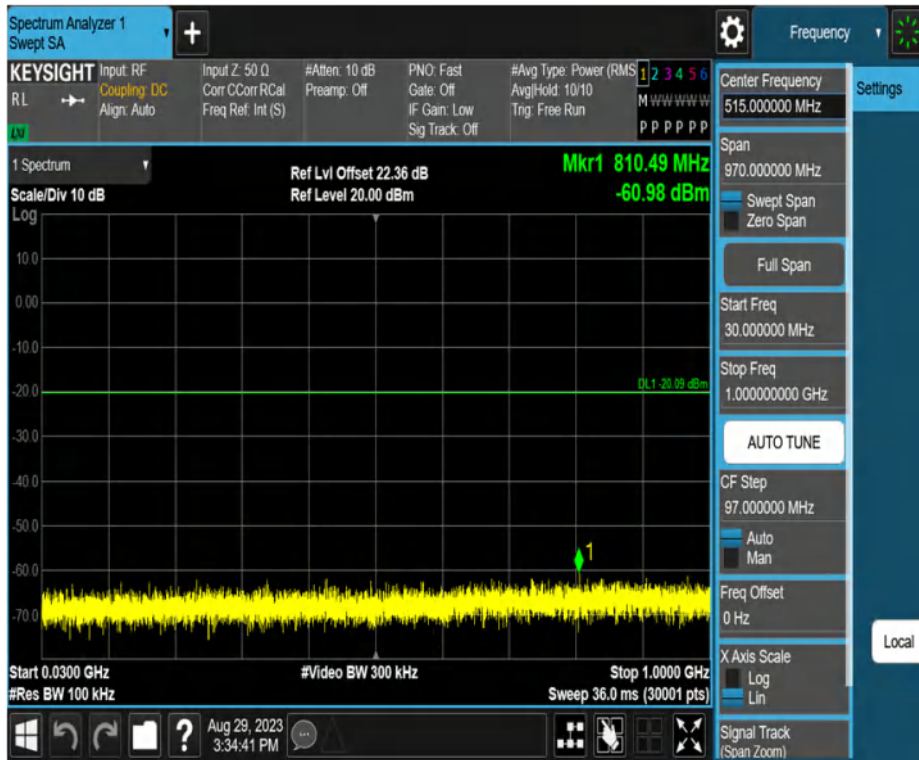 Spectrum Analyzer 1
Swept SA
+
Frequency
KEYSIGHT
RL
LXI
Input: RF
Coupling: DC
Align: Auto
Input Z: 50 Ω
Corr CCorr RCal
Freq Ref: Int (S)
#Atten: 10 dB
Preamp: Off
PNO: Fast
Gate: Off
IF Gain: Low
Sig Track: Off
#Avg Type: Power (RMS
Avg|Hold: 10/10
Trig: Free Run
1 2 3 4 5 6
M W W W W W
P P P P P P
1 Spectrum
Scale/Div 10 dB
Log
Ref Lvl Offset 22.36 dB
Ref Level 20.00 dBm
Mkr1 810.49 MHz
-60.98 dBm
10.0
0.00
-10.0
-20.0
-30.0
-40.0
-50.0
-60.0
-70.0
DL1 -20.09 dBm
1
Start 0.0300 GHz
#Res BW 100 kHz
#Video BW 300 kHz
Stop 1.0000 GHz
Sweep 36.0 ms (30001 pts)
?
Aug 29, 2023
3:34:41 PM
Center Frequency
515.000000 MHz
Span
970.000000 MHz
Swept Span
Zero Span
Full Span
Start Freq
30.000000 MHz
Stop Freq
1.000000000 GHz
AUTO TUNE
CF Step
97.000000 MHz
Auto
Man
Freq Offset
0 Hz
X Axis Scale
Log
Lin
Signal Track
(Span Zoom)
Settings
Local